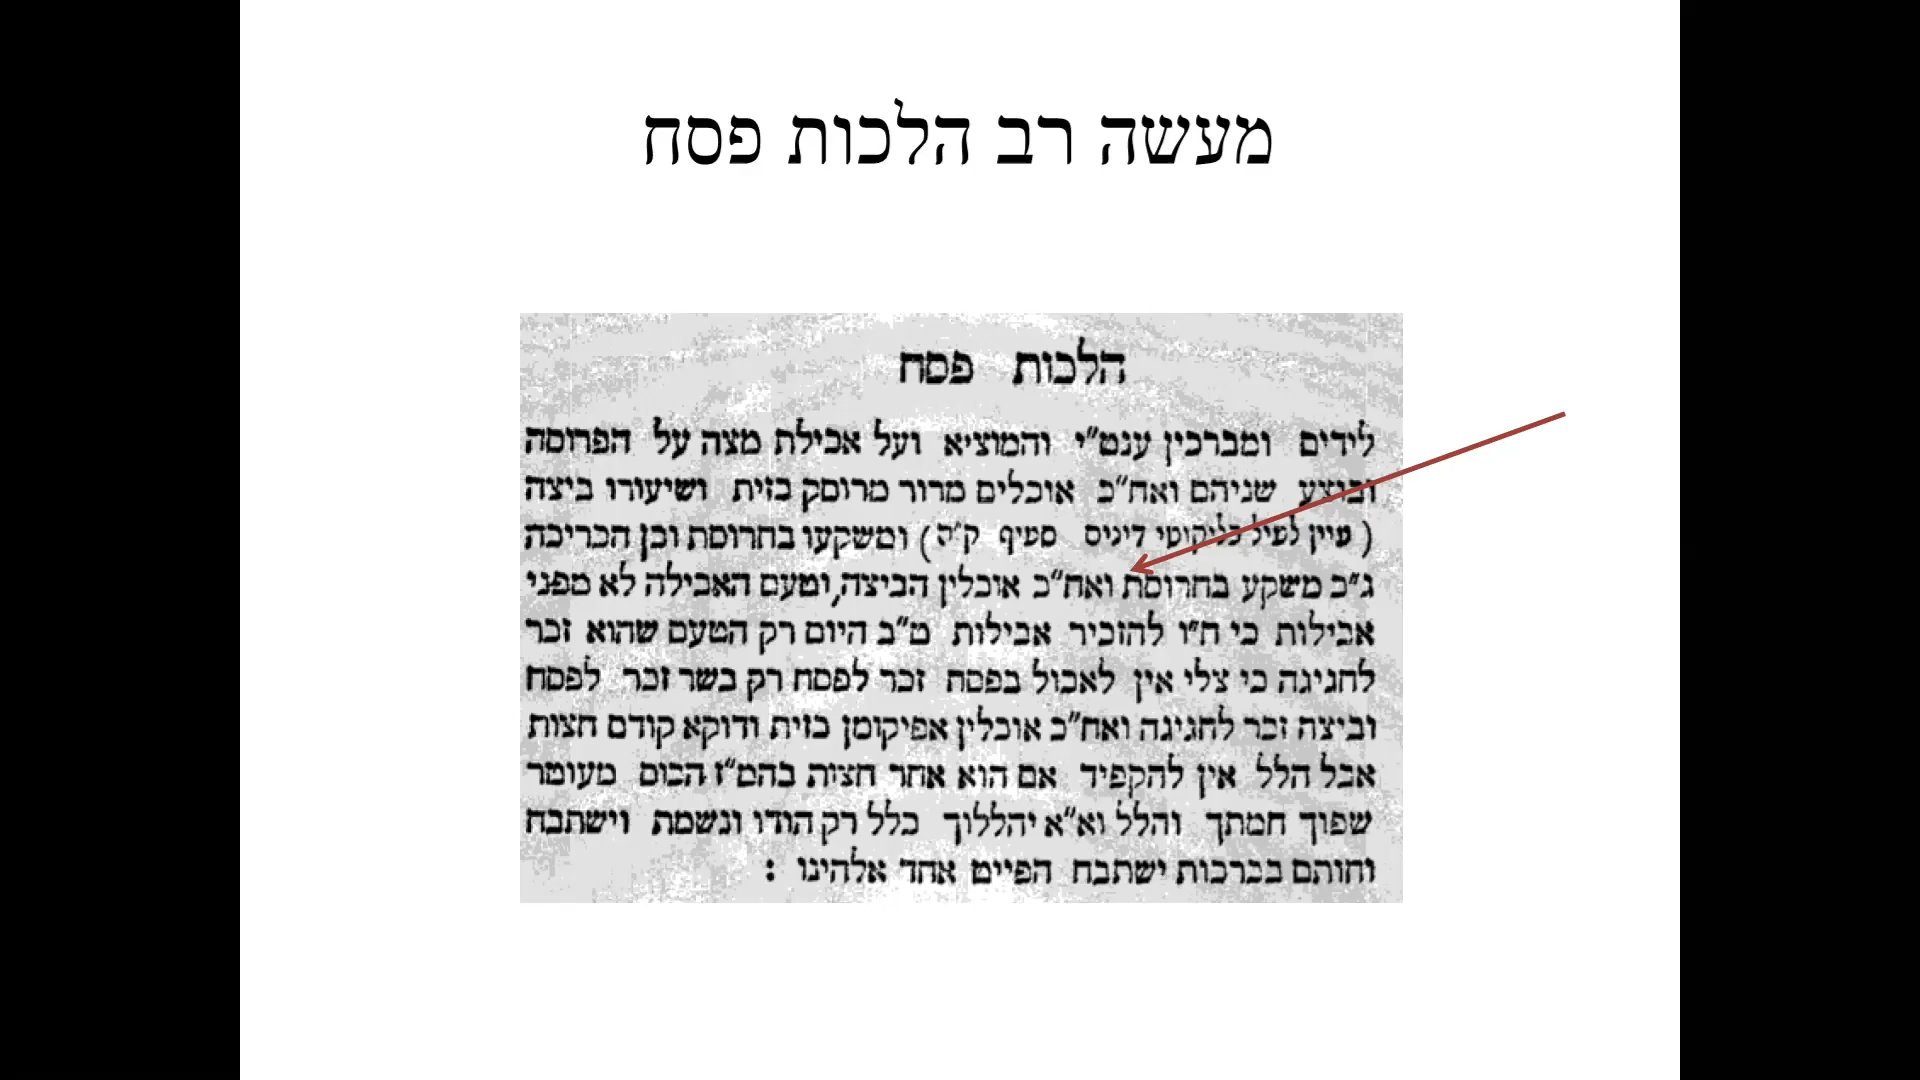 מעשה רב הלכות פסח
הלכות פסח
לידים ומברכין ענט"י והמוציא ועל אכילת מצה על הפרוסה
ובוצע שניהם ואח"כ אוכלים מרור מרוסק כזית ושיעורו ביצה
(עיין לעיל בליקוטי דינים סעיף ק"ה) ומשקעו בחרוסת וכן הכריכה
ג"כ משקע בחרוסת ואח"כ אוכלין הביצה, וטעם האכילה לא מפני
אבילות כי ח"ו להזכיר אבילות ט"ב היום רק הטעם שהוא זכר
לחגיגה כי צלי אין לאכול בפסח זכר לפסח רק בשר זכר לפסח
וביצה זכר לחגיגה ואח"כ אוכלין אפיקומן כזית ודוקא קודם חצות
אבל הלל אין להקפיד אם הוא אחר חצות בהמ"ז הכוס מעומד
שפוך חמתך והלל וא"א יהללוך כלל רק הודו ונשמת וישתבח
וחותם בברכות ישתבח הפייט אחד אלהינו :